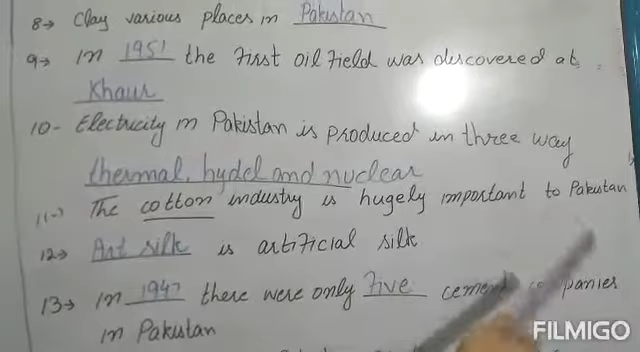 8→ Clay various places in Pakistan
9→ In 1951 the First oil Field was discovered at
Khaur
10- Electricity in Pakistan is produced in three way
thermal, hydel and nuclear
11→ The cotton industry is hugely important to Pakistan
12→ Art silk is artificial silk
13→ In 1947 there were only Five cement companies
in Pakistan
FILMIGO